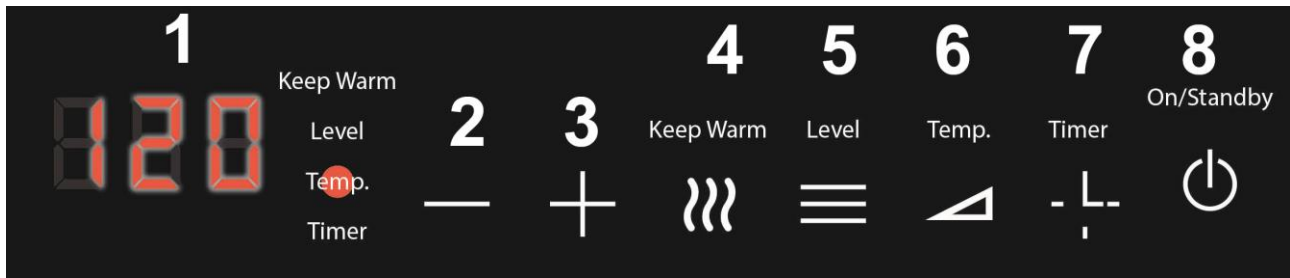 1
120
Keep Warm
Level
Temp.
Timer
2
3
4
Keep Warm
5
Level
6
Temp.
7
Timer
8
On/Standby